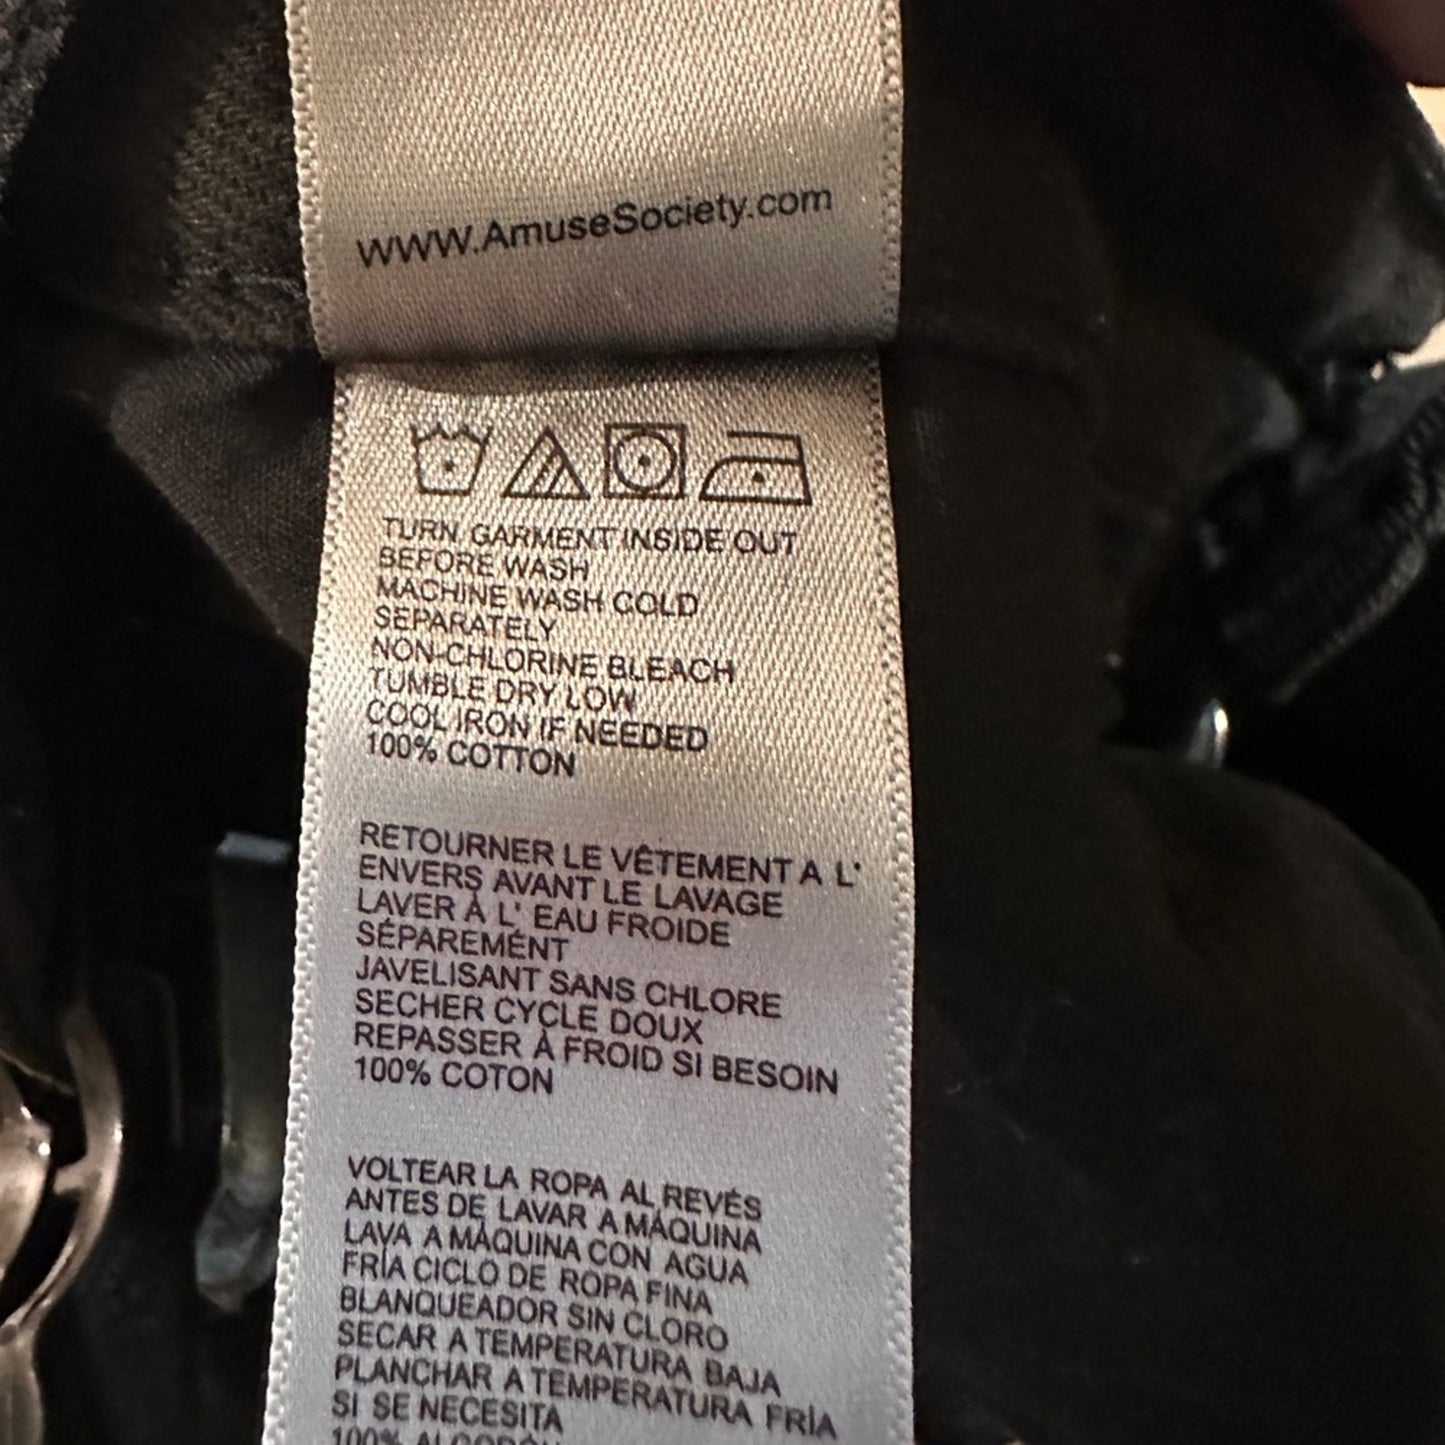 www.AmuseSociety.com
TURN GARMENT INSIDE OUT
BEFORE WASH
MACHINE WASH COLD
SEPARATELY
NON-CHLORINE BLEACH
TUMBLE DRY LOW
COOL IRON IF NEEDED
100% COTTON
RETOURNER LE VÊTEMENT A L'
ENVERS AVANT LE LAVAGE
LAVER À L' EAU FROIDE
SÉPAREMÉNT
JAVELISANT SANS CHLORE
SECHER CYCLE DOUX
REPASSER À FROID SI BESOIN
100% COTON
VOLTEAR LA ROPA AL REVÉS
ANTES DE LAVAR A MÁQUINA
LAVA A MÁQUINA CON AGUA
FRÍA CICLO DE ROPA FINA
BLANQUEADOR SIN CLORO
SECAR A TEMPERATURA BAJA
PLANCHAR A TEMPERATURA FRÍA
SI SE NECESITA
100% ALGODÓN